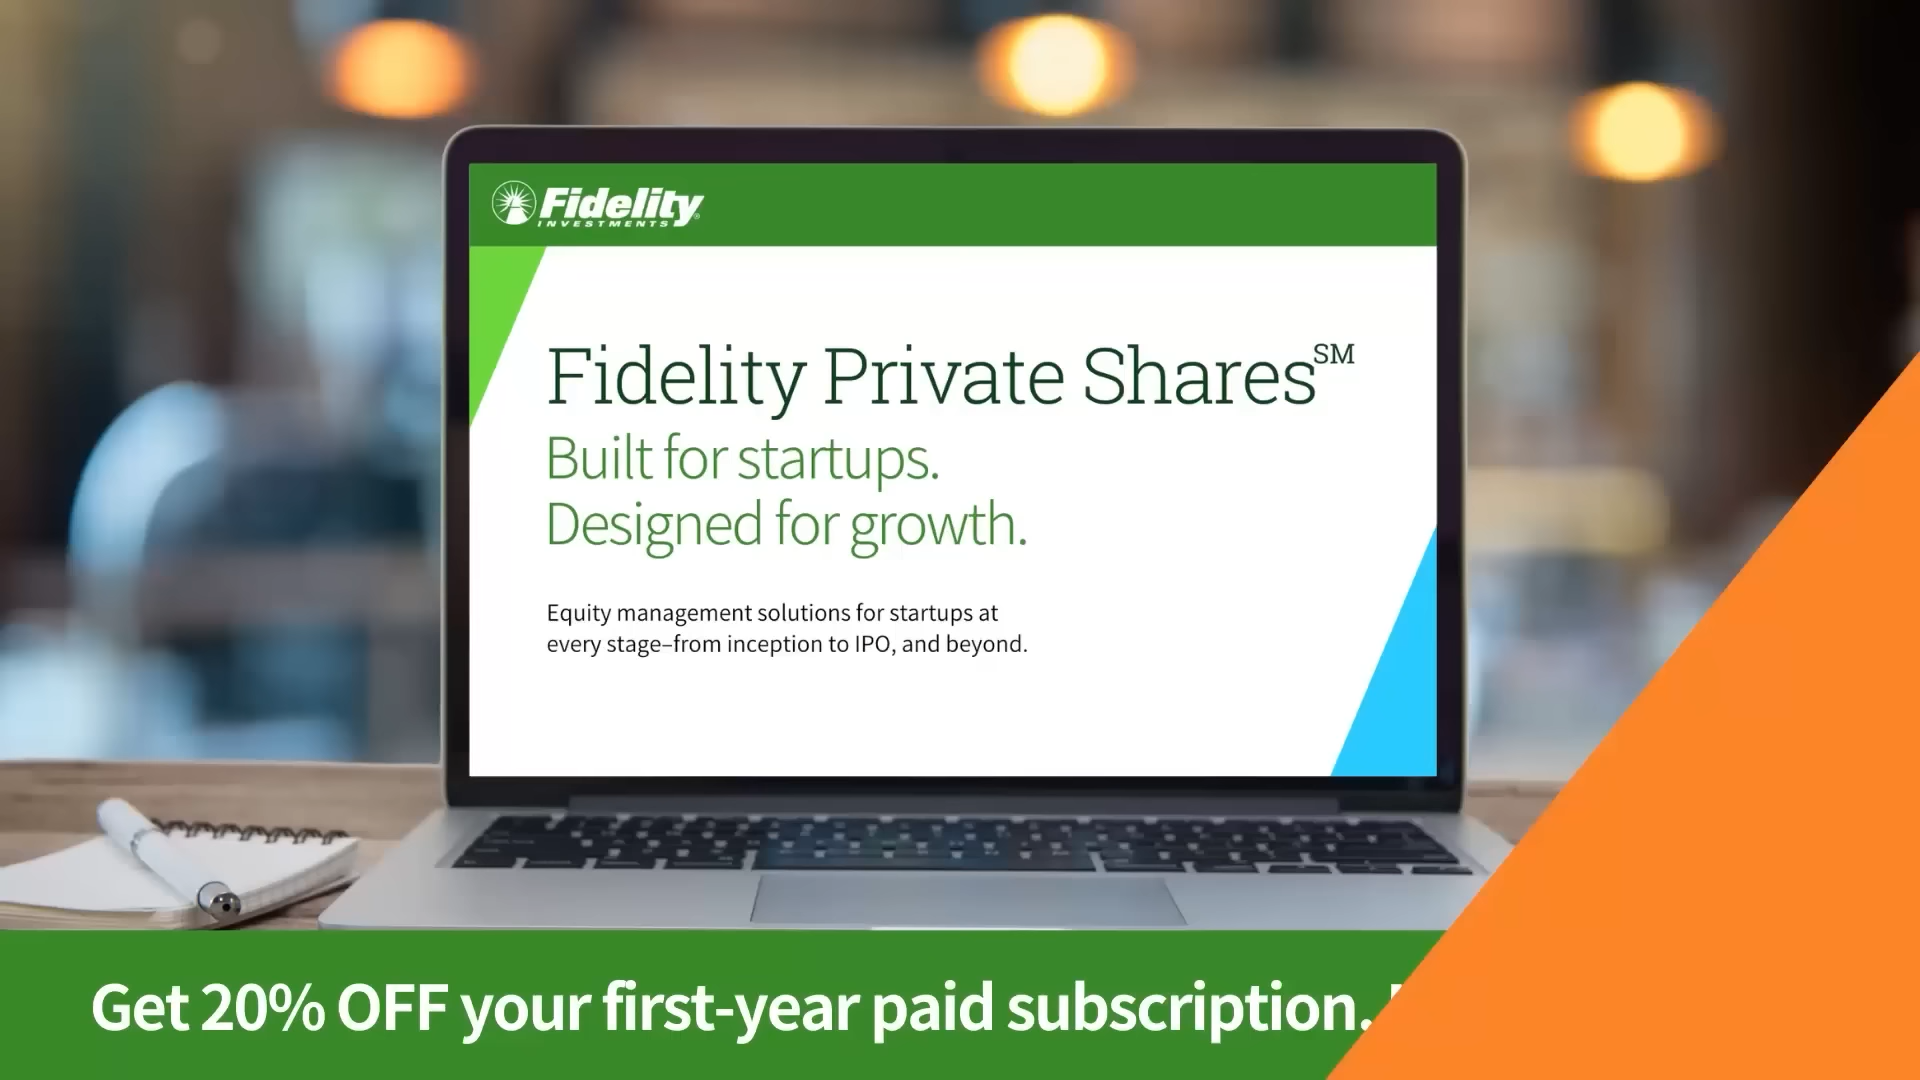 Fidelity
INVESTMENTS
Fidelity Private Shares℠
Built for startups.
Designed for growth.
Equity management solutions for startups at
every stage–from inception to IPO, and beyond.
Get 20% OFF your first-year paid subscription.